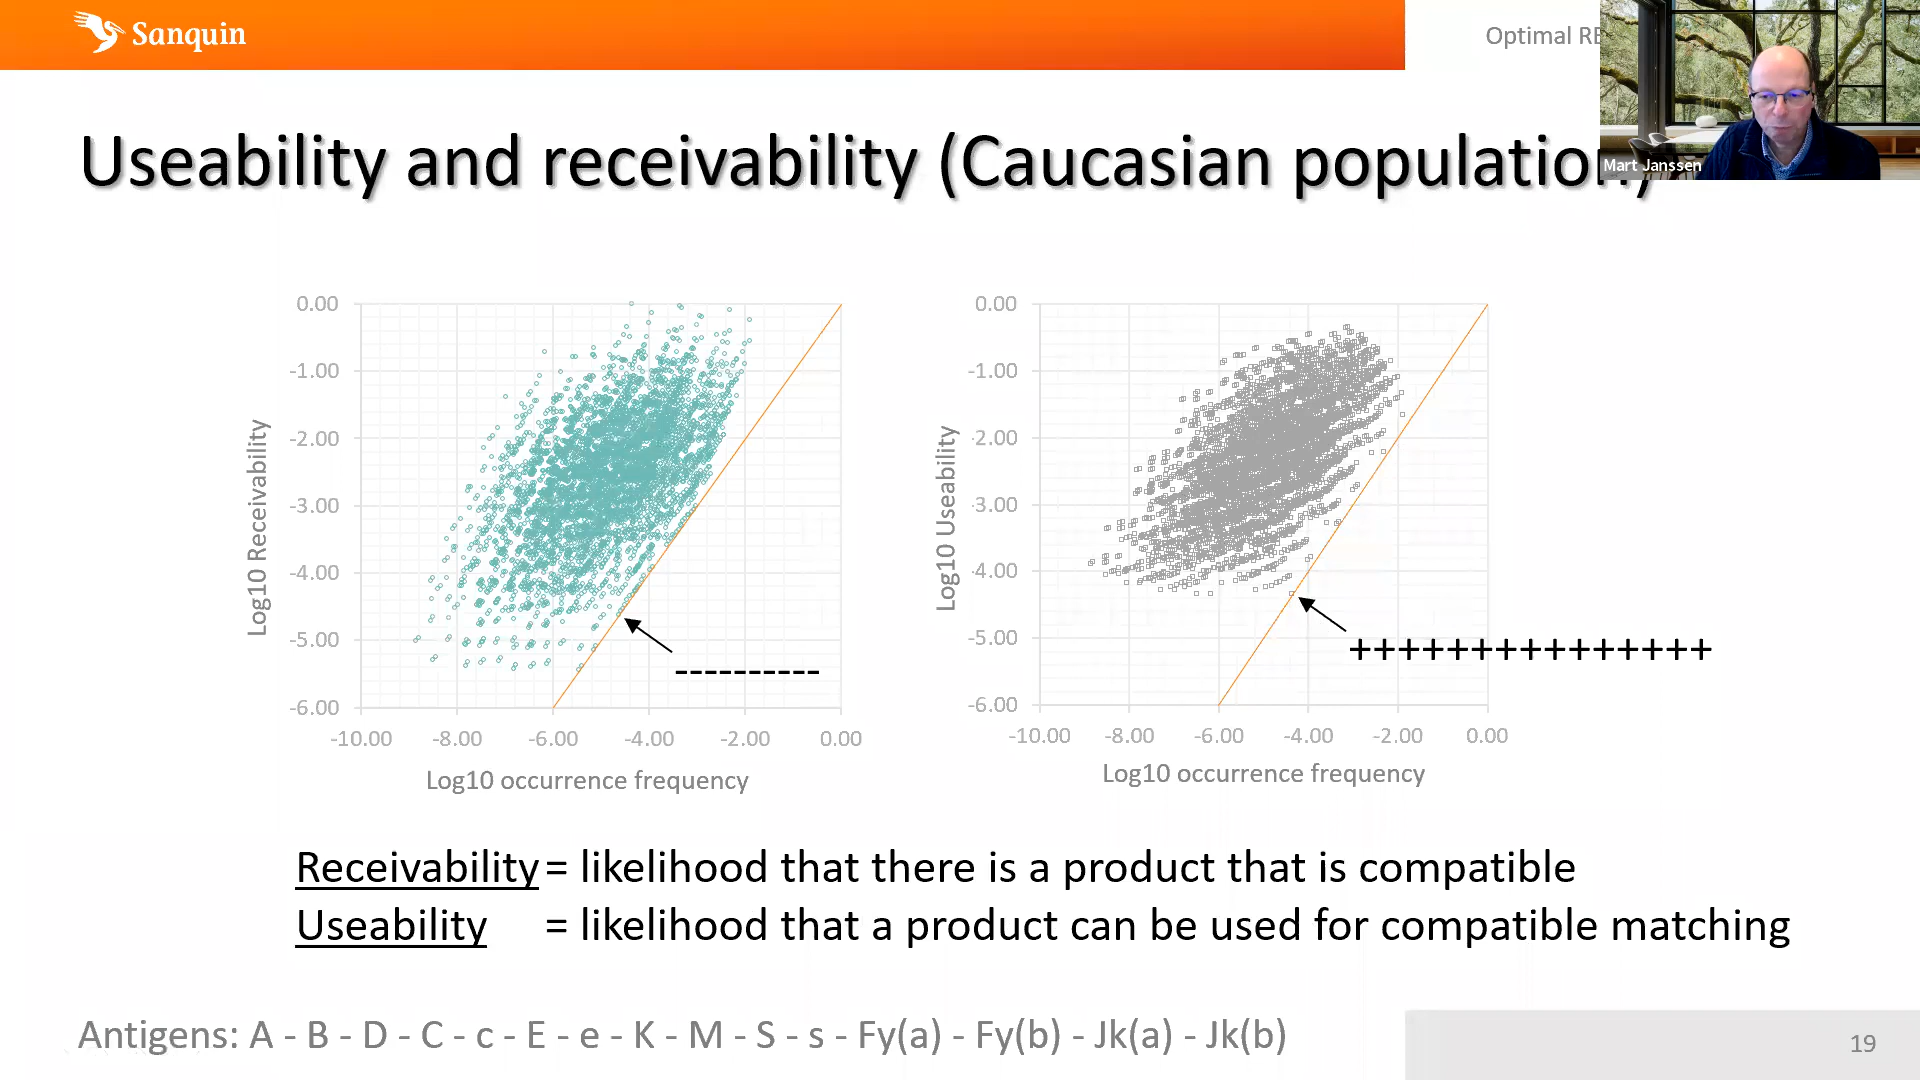 Sanquin
Optimal
Mart Janssen
Useability and receivability (Caucasian population)
0.00
-1.00
-2.00
-3.00
-4.00
-5.00
-6.00
Log10 Receivability
-10.00 -8.00 -6.00 -4.00 -2.00 0.00
Log10 occurrence frequency
----------
0.00
-1.00
-2.00
-3.00
-4.00
-5.00
-6.00
Log10 Useability
-10.00 -8.00 -6.00 -4.00 -2.00 0.00
Log10 occurrence frequency
+++++++++++++++
Receivability = likelihood that there is a product that is compatible
Useability = likelihood that a product can be used for compatible matching
Antigens: A - B - D - C - c - E - e - K - M - S - s - Fy(a) - Fy(b) - Jk(a) - Jk(b)
19